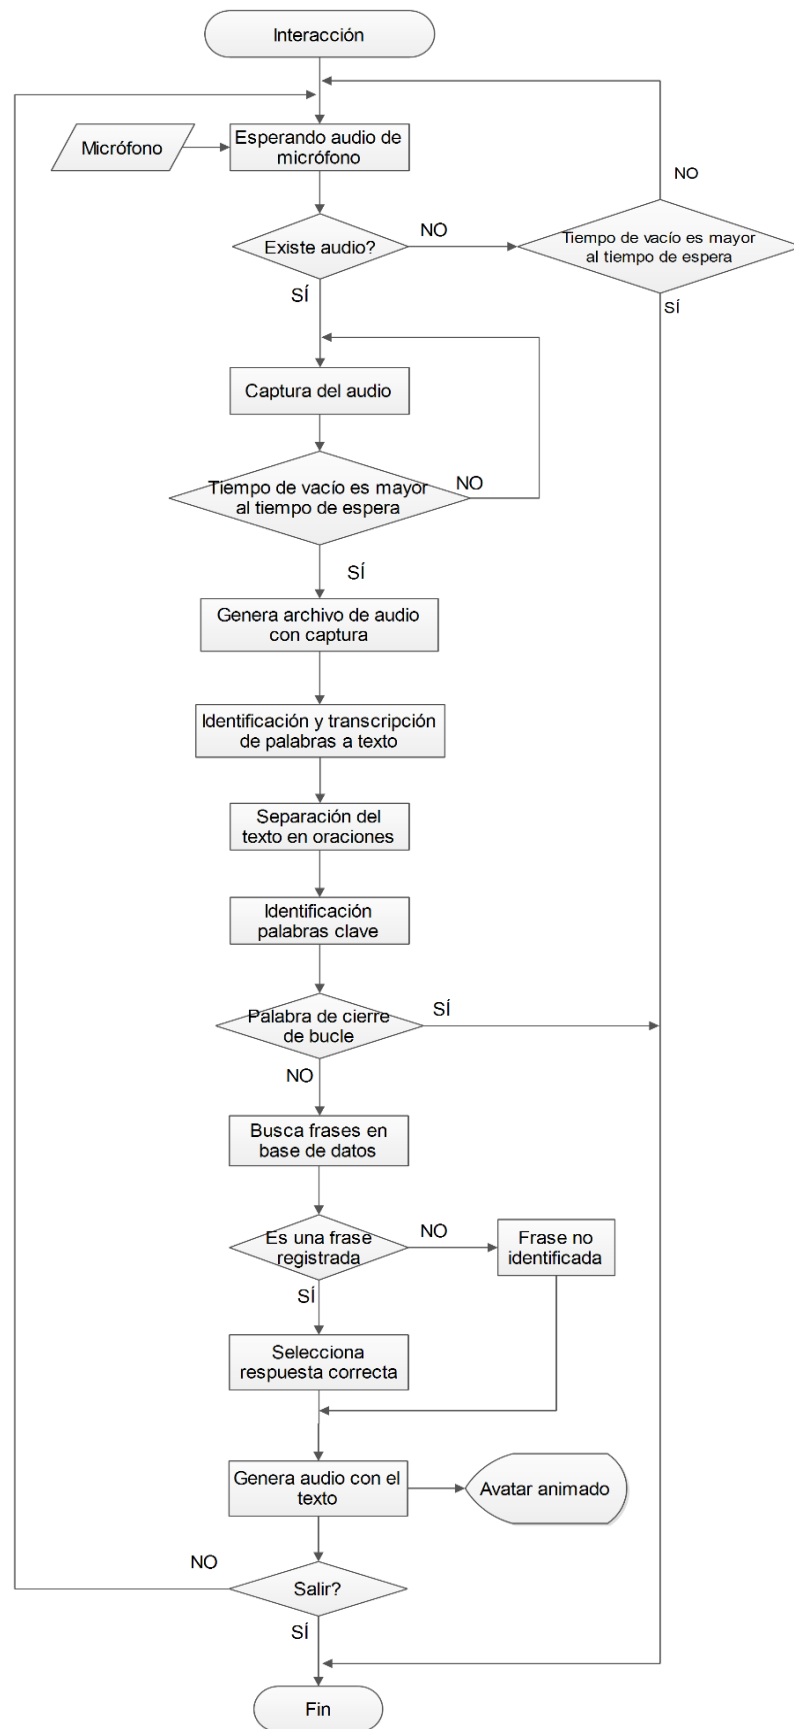 Interacción
Micrófono
Esperando audio de
micrófono
NO
Existe audio?
NO
Tiempo de vacío es mayor
al tiempo de espera
SÍ
SÍ
Captura del audio
Tiempo de vacío es mayor
al tiempo de espera
NO
SÍ
Genera archivo de audio
con captura
Identificación y transcripción
de palabras a texto
Separación del
texto en oraciones
Identificación
palabras clave
Palabra de cierre
de bucle
SÍ
NO
Busca frases en
base de datos
Es una frase
registrada
NO
Frase no
identificada
SÍ
Selecciona
respuesta correcta
Genera audio con el
texto
Avatar animado
NO
Salir?
SÍ
Fin